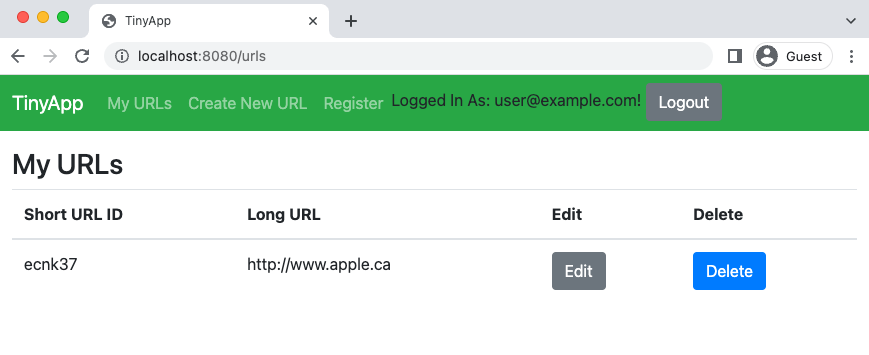 TinyApp
localhost:8080/urls
Guest
TinyApp My URLs Create New URL Register Logged In As: user@example.com! Logout
My URLs
Short URL ID Long URL Edit Delete
ecnk37 http://www.apple.ca Edit Delete